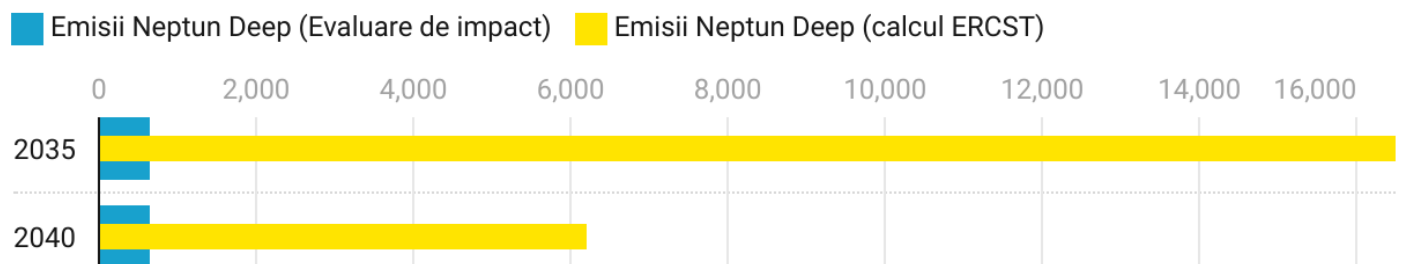 Emisii Neptun Deep (Evaluare de impact) Emisii Neptun Deep (calcul ERCST)
0 2,000 4,000 6,000 8,000 10,000 12,000 14,000 16,000
2035
2040